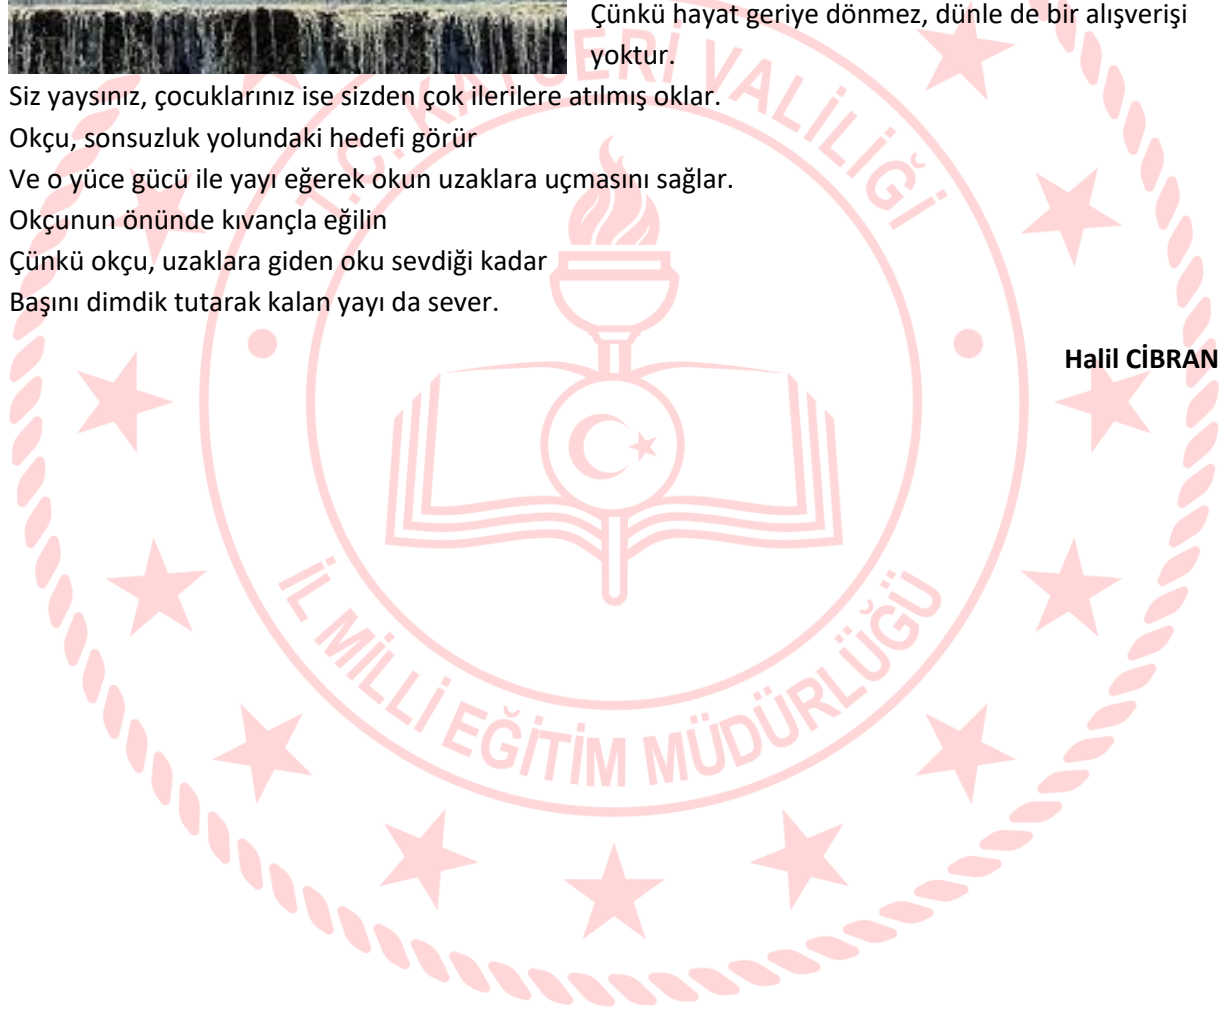 Çünkü hayat geriye dönmez, dünle de bir alışverişi
yoktur.
Siz yaysınız, çocuklarınız ise sizden çok ilerilere atılmış oklar.
Okçu, sonsuzluk yolundaki hedefi görür
Ve o yüce gücü ile yayı eğerek okun uzaklara uçmasını sağlar.
Okçunun önünde kıvançla eğilin
Çünkü okçu, uzaklara giden oku sevdiği kadar
Başını dimdik tutarak kalan yayı da sever.
Halil CİBRAN
T.C. KAYSERİ VALİLİĞİ
İL MİLLİ EĞİTİM MÜDÜRLÜĞÜ